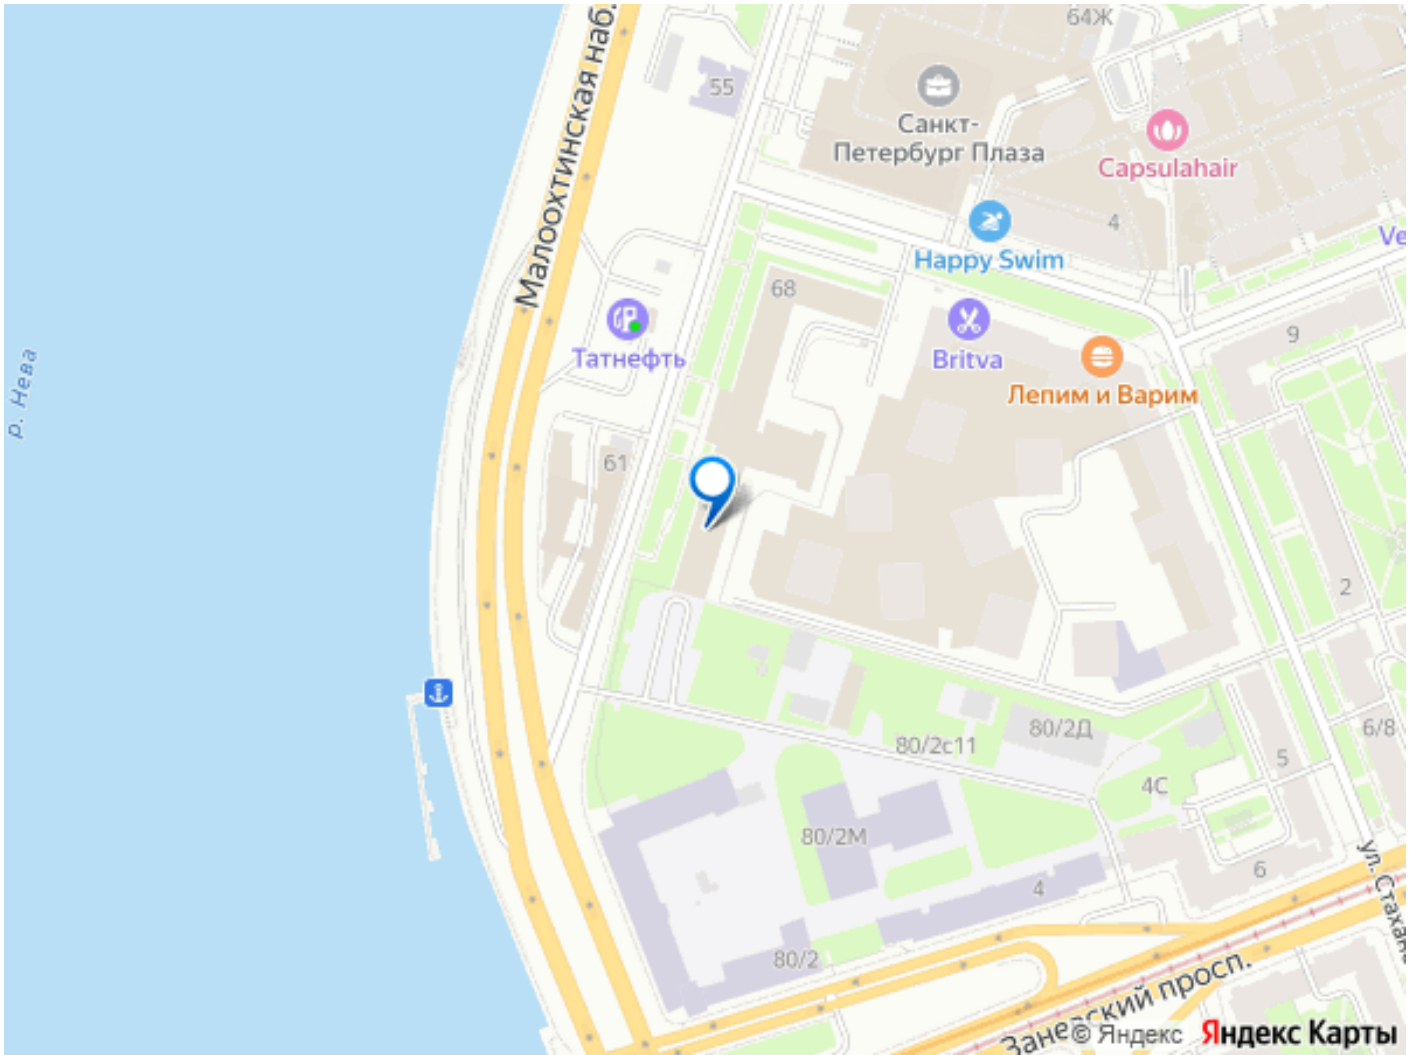 64Ж
Малоохтинская наб.
55
Санкт-
Петербург Плаза
Capsulahair
4
Happy Swim
Ve
68
Татнефть
Britva
9
Лепим и Варим
р. Нева
61
2
80/2с11
80/2Д
6/8
5
4С
80/2М
4
6
ул. Стахан
80/2
Заневский просп.
© Яндекс
Яндекс Карты